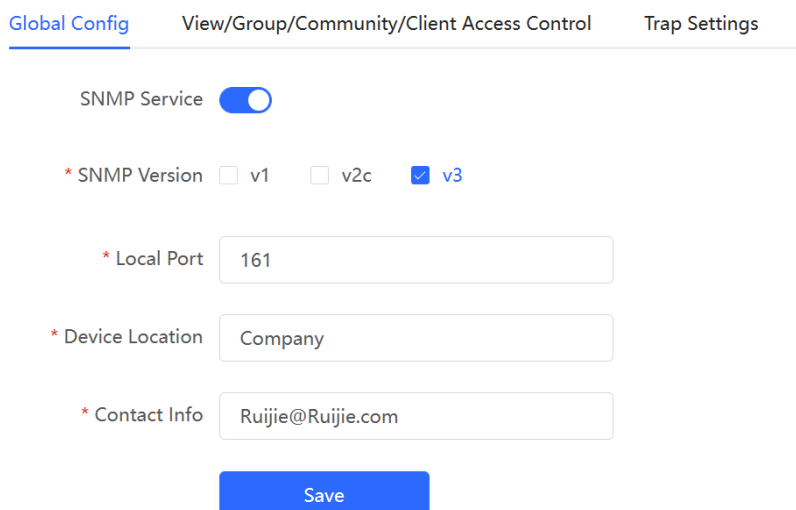 Global Config View/Group/Community/Client Access Control Trap Settings
SNMP Service
* SNMP Version v1 v2c v3
* Local Port 161
* Device Location Company
* Contact Info Ruijie@Ruijie.com
Save